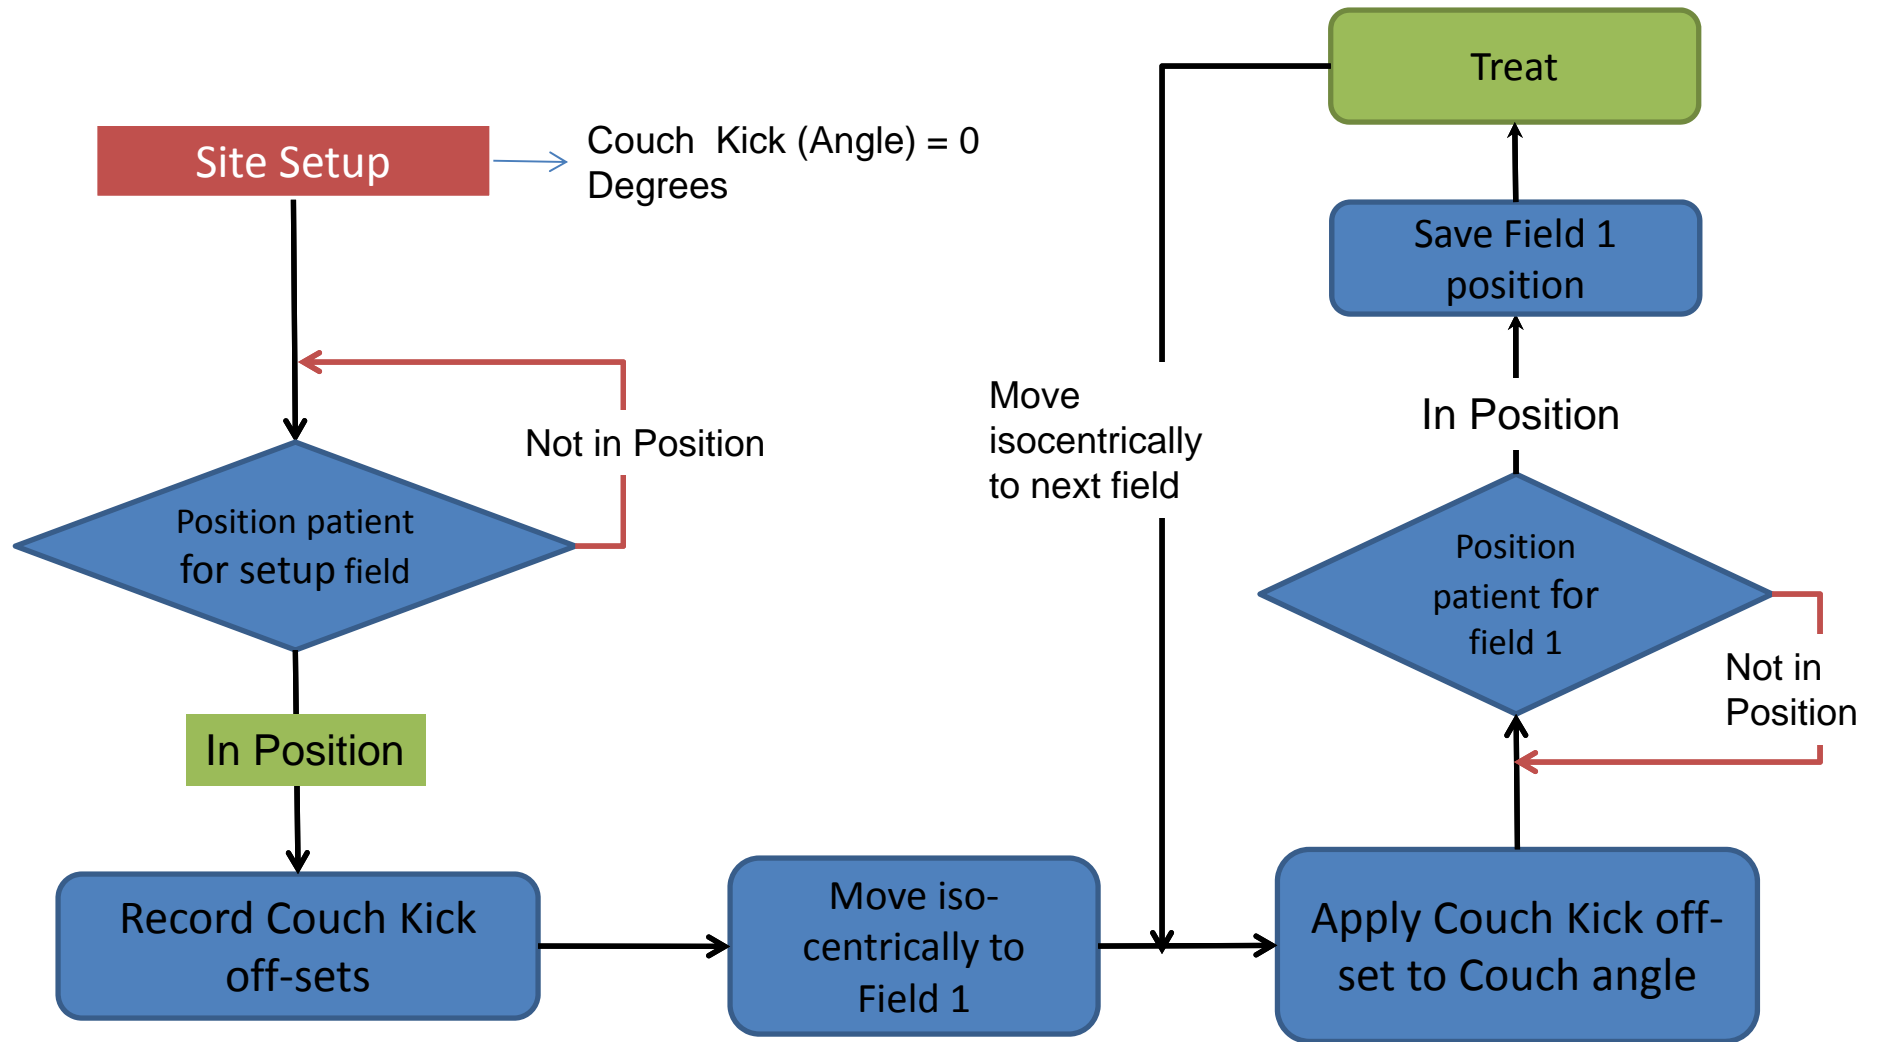 Site Setup
Couch  Kick (Angle) = 0
Degrees
Not in Position
Position patient
for setup field
In Position
Record Couch Kick
off-sets
Move iso-
centrically to
Field 1
Move
isocentrically
to next field
Apply Couch Kick off-
set to Couch angle
Position
patient for
field 1
Not in
Position
In Position
Save Field 1
position
Treat